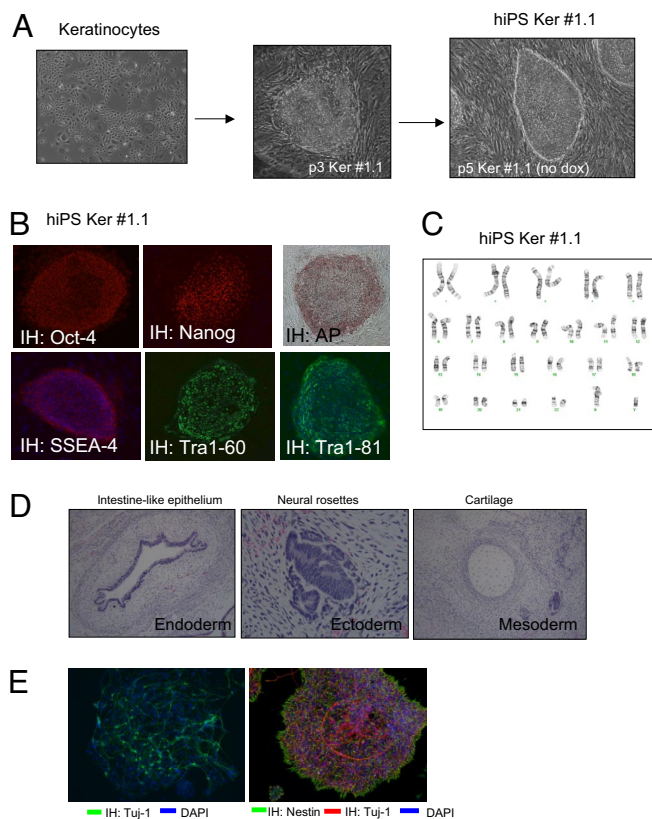 A
Keratinocytes
hiPS Ker #1.1
p3 Ker #1.1
p5 Ker #1.1 (no dox)
B
hiPS Ker #1.1
IH: Oct-4
IH: Nanog
IH: AP
IH: SSEA-4
IH: Tra1-60
IH: Tra1-81
C
hiPS Ker #1.1
D
Intestine-like epithelium
Neural rosettes
Cartilage
Endoderm
Ectoderm
Mesoderm
E
IH: Tuj-1
DAPI
IH: Nestin
IH: Tuj-1
DAPI